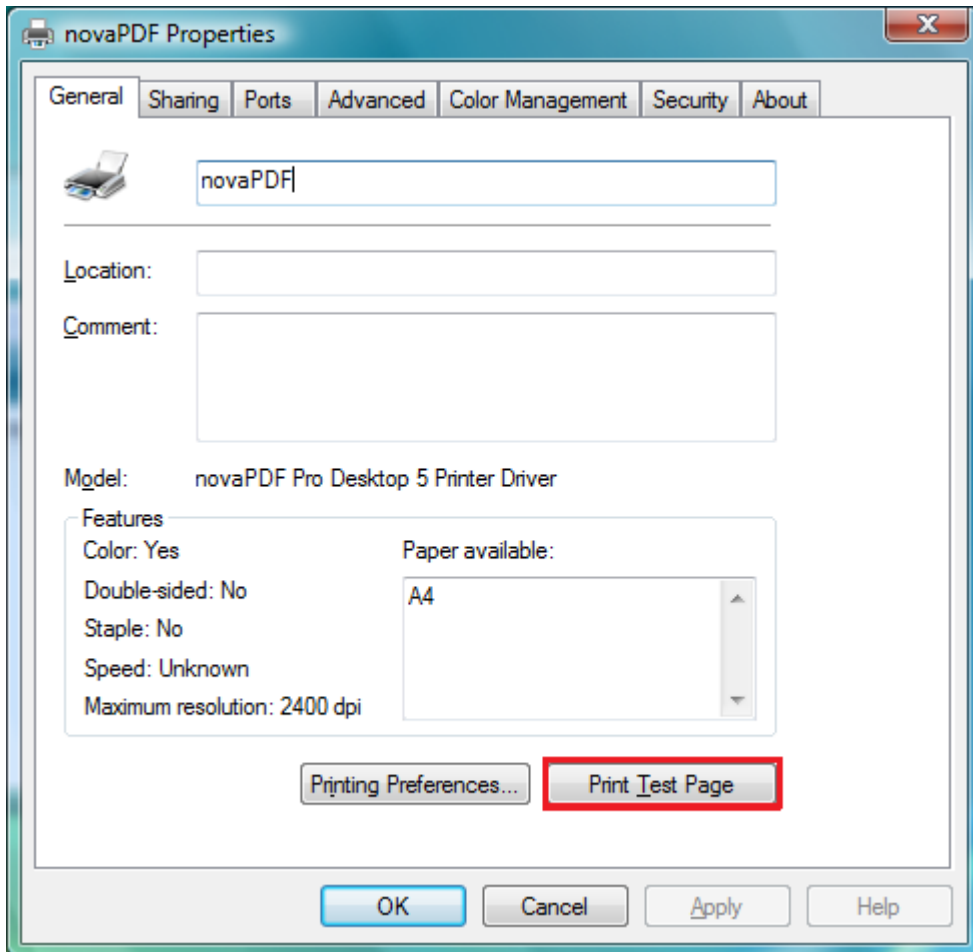 novaPDF Properties
General Sharing Ports Advanced Color Management Security About
novaPDF
Location:
Comment:
Model: novaPDF Pro Desktop 5 Printer Driver
Features
Color: Yes Paper available:
Double-sided: No A4
Staple: No
Speed: Unknown
Maximum resolution: 2400 dpi
Printing Preferences... Print Test Page
OK Cancel Apply Help